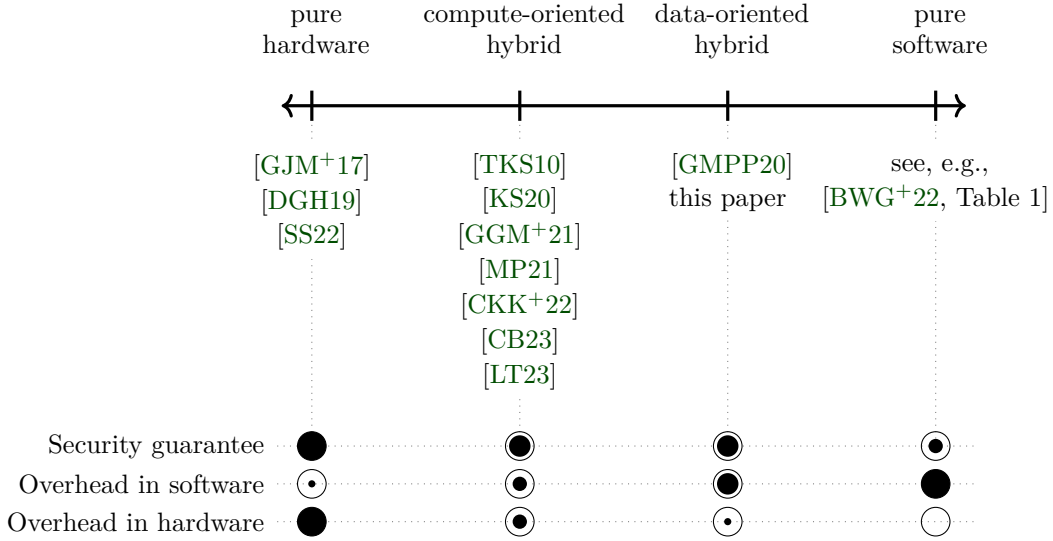 pure
hardware
compute-oriented
hybrid
data-oriented
hybrid
pure
software
[GJM+17]
[DGH19]
[SS22]
[TKS10]
[KS20]
[GGM+21]
[MP21]
[CKK+22]
[CB23]
[LT23]
[GMPP20]
this paper
see, e.g.,
[BWG+22, Table 1]
Security guarantee
Overhead in software
Overhead in hardware